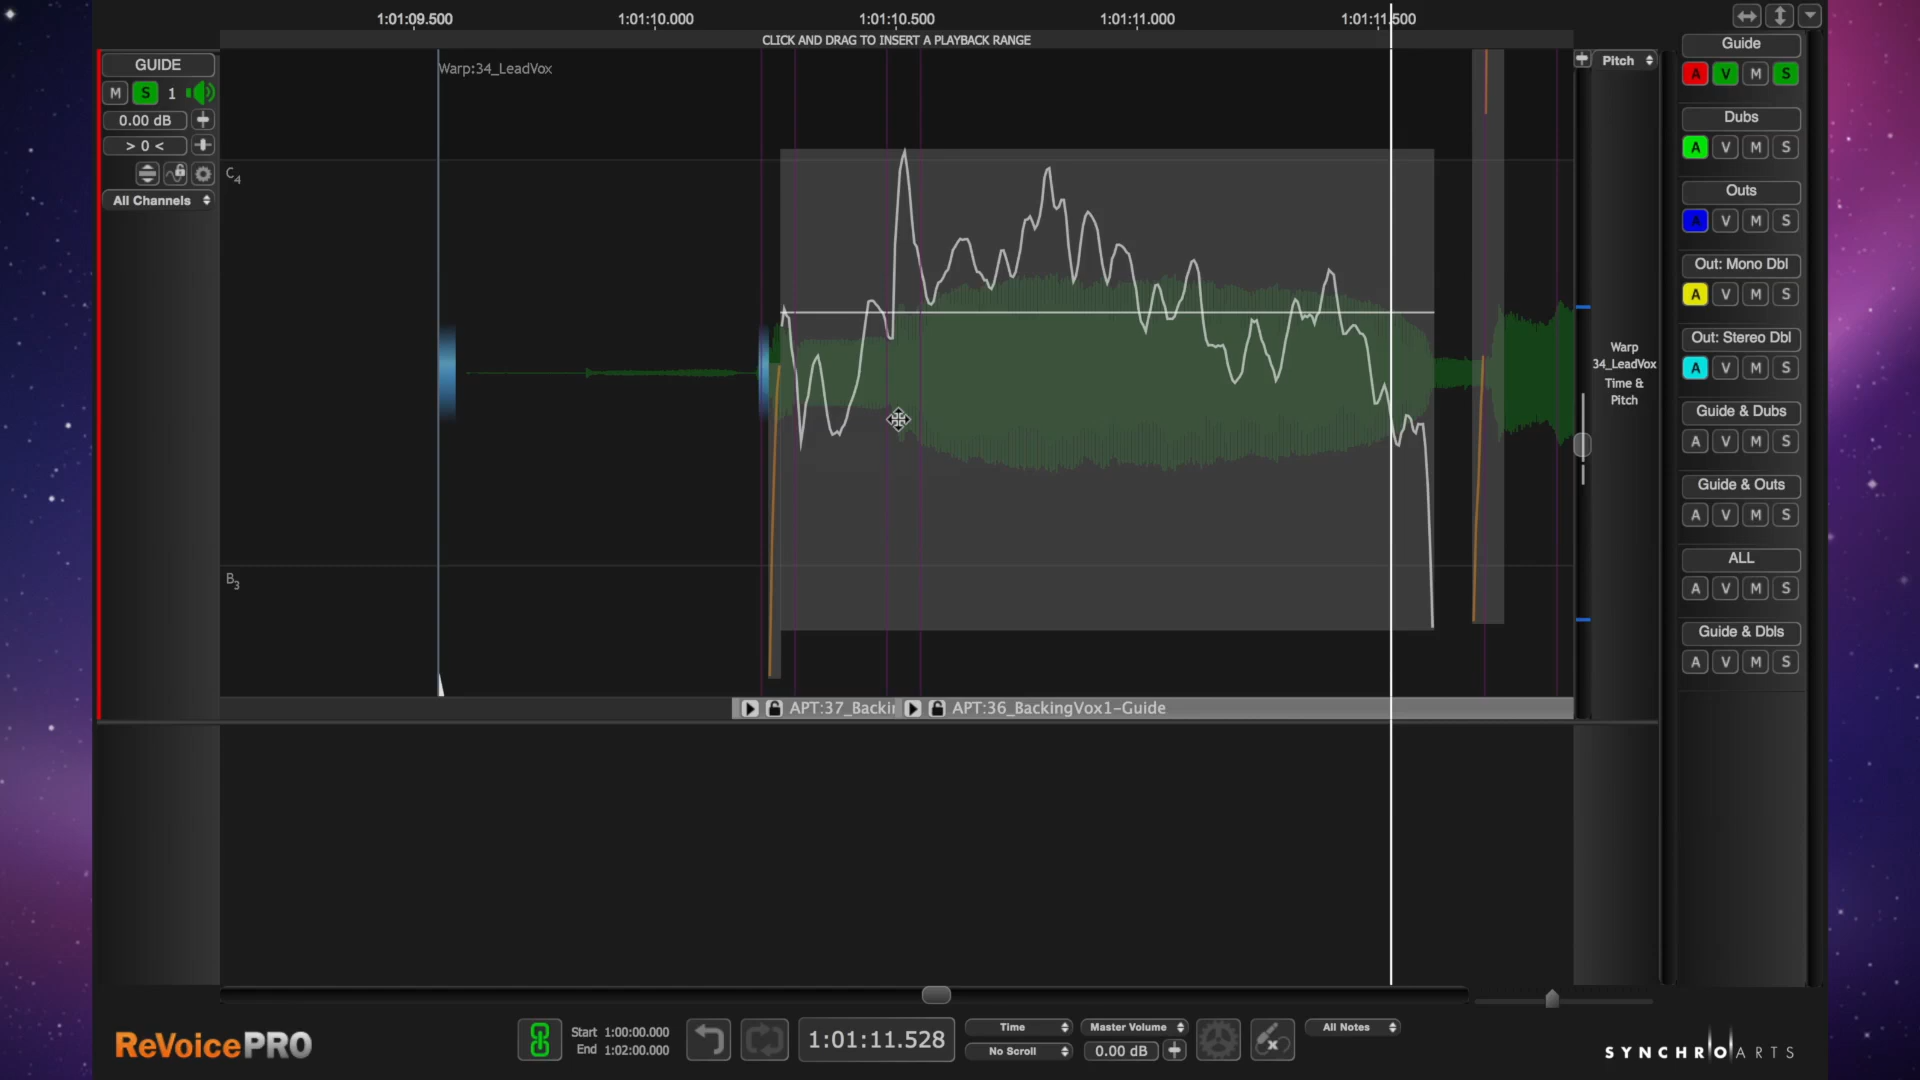 1:01:09.500 1:01:10.000 1:01:10.500 1:01:11.000 1:01:11.500
CLICK AND DRAG TO INSERT A PLAYBACK RANGE
GUIDE
M S 1
0.00 dB
> 0 <
All Channels
Warp:34_LeadVox
C4
B3
APT:37_Backin APT:36_BackingVox1-Guide
Pitch
Warp
34_LeadVox
Time &
Pitch
Guide
A V M S
Dubs
A V M S
Outs
A V M S
Out: Mono Dbl
A V M S
Out: Stereo Dbl
A V M S
Guide & Dubs
A V M S
Guide & Outs
A V M S
ALL
A V M S
Guide & Dbls
A V M S
ReVoicePRO
Start 1:00:00.000
End 1:02:00.000
1:01:11.528
Time
No Scroll
Master Volume
0.00 dB
All Notes
SYNCHROARTS